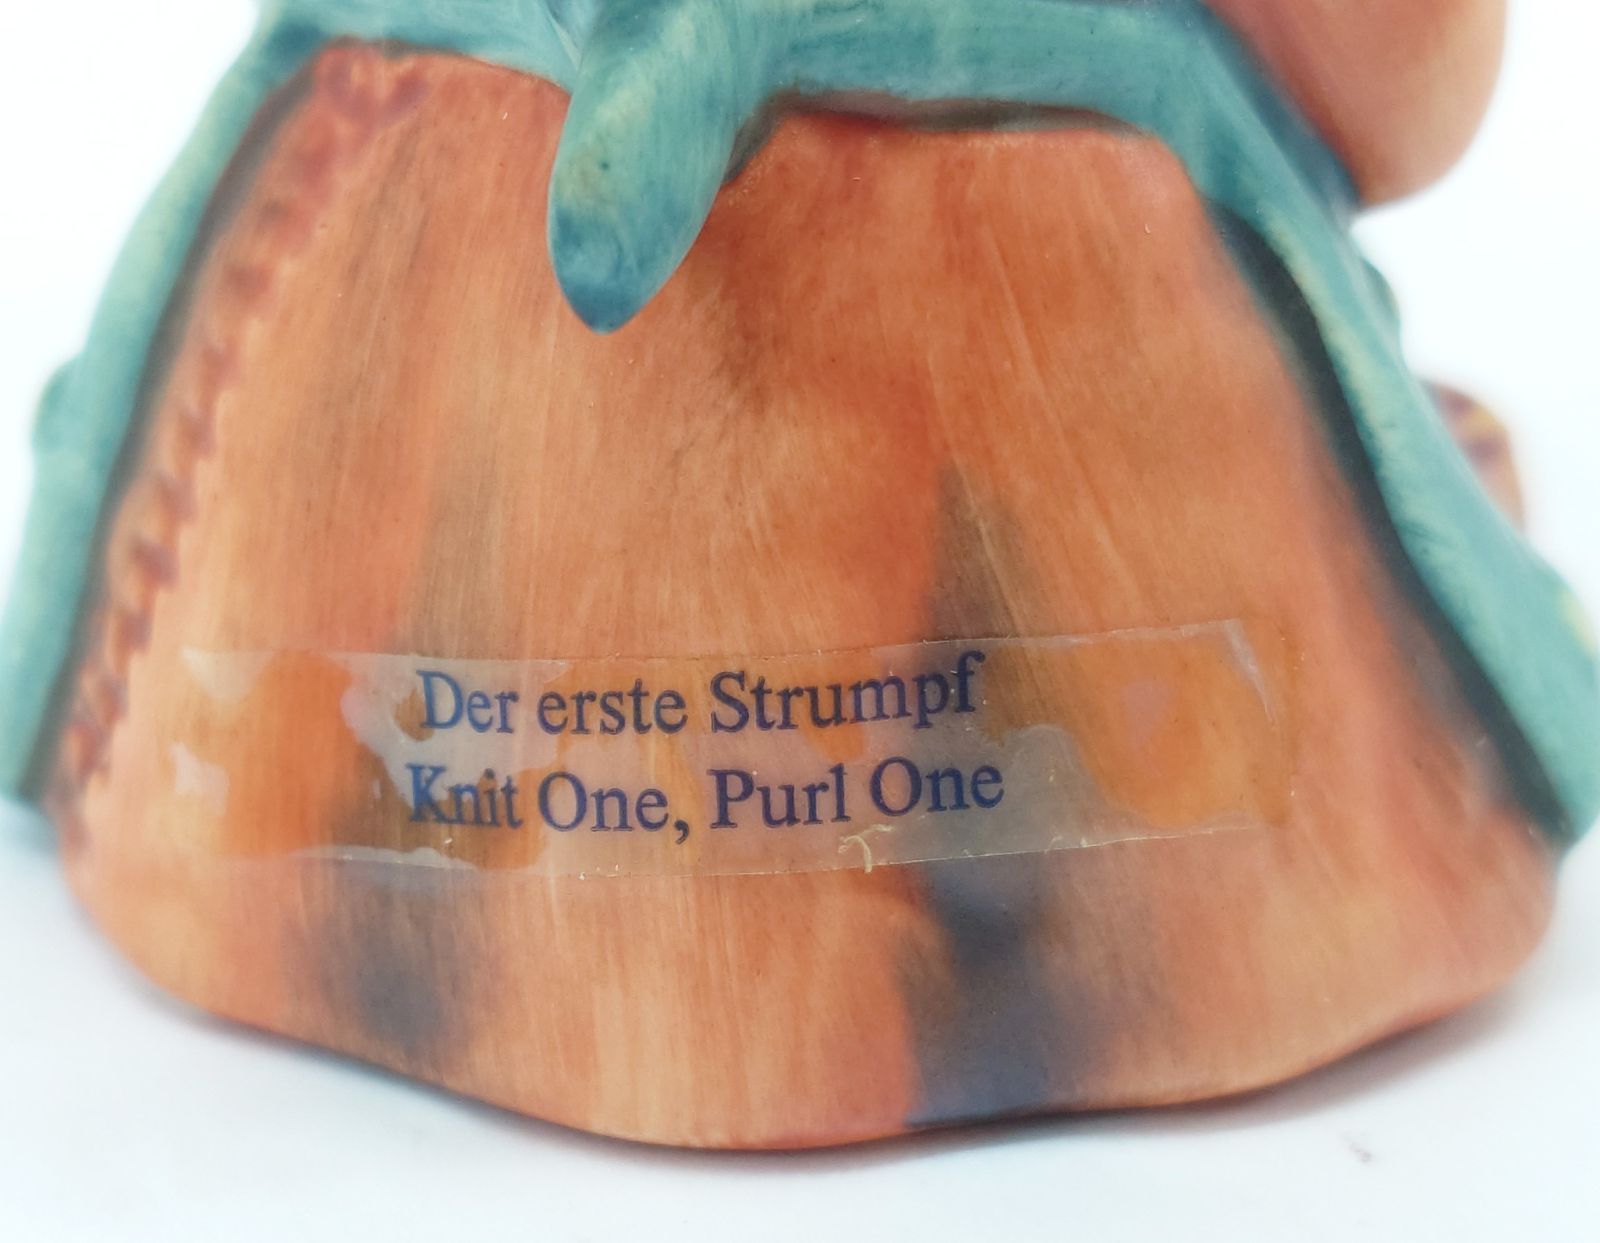 Der erste Strumpf
Knit One, Purl One